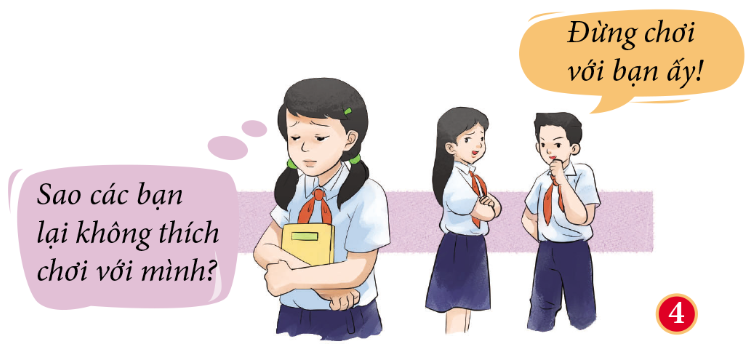 Đừng chơi
với bạn ấy!
Sao các bạn
lại không thích
chơi với mình?
4